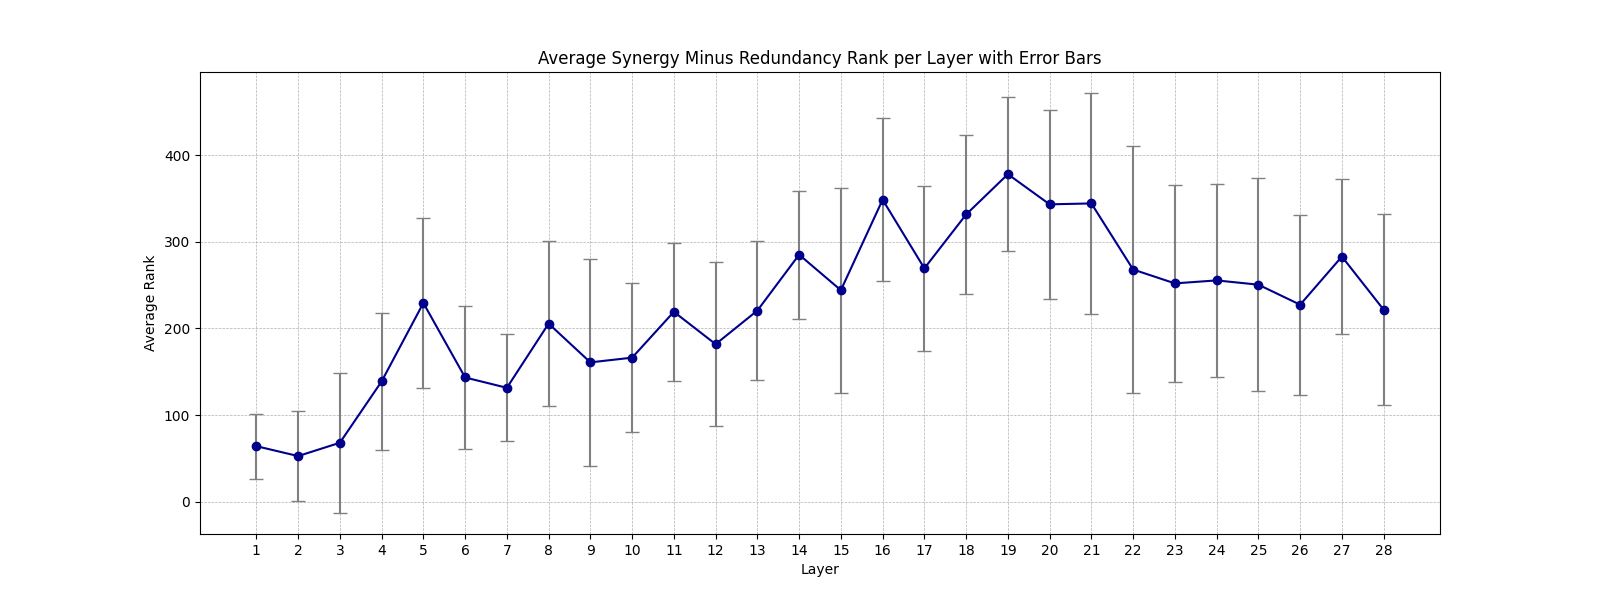 Average Synergy Minus Redundancy Rank per Layer with Error Bars
Average Rank
400
300
200
100
0
1 2 3 4 5 6 7 8 9 10 11 12 13 14 15 16 17 18 19 20 21 22 23 24 25 26 27 28
Layer